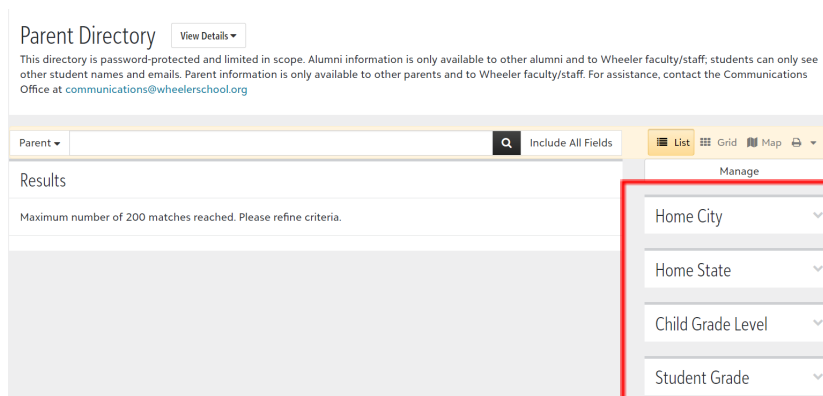 Parent Directory View Details
This directory is password-protected and limited in scope. Alumni information is only available to other alumni and to Wheeler faculty/staff; students can only see
other student names and emails. Parent information is only available to other parents and to Wheeler faculty/staff. For assistance, contact the Communications
Office at communications@wheelerschool.org
Parent Include All Fields List Grid Map
Manage
Results
Maximum number of 200 matches reached. Please refine criteria.
Home City
Home State
Child Grade Level
Student Grade